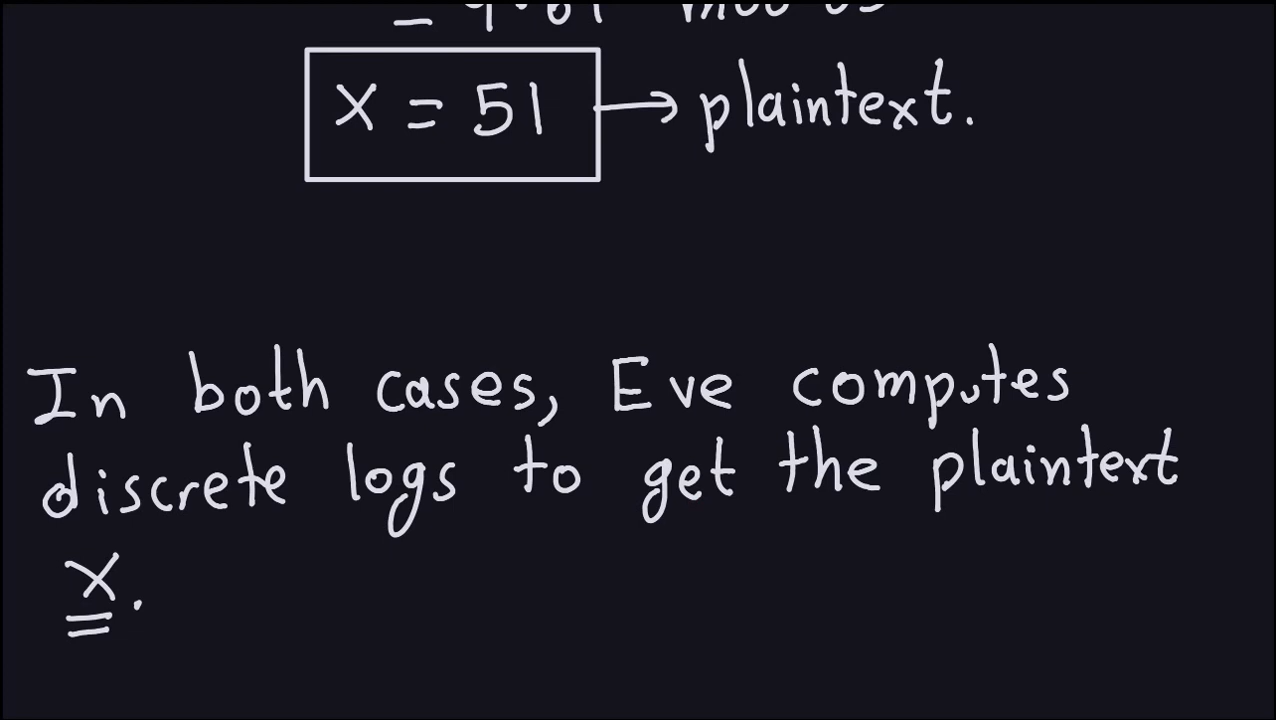 x = 51 → plaintext.
In both cases, Eve computes
discrete logs to get the plaintext
x.